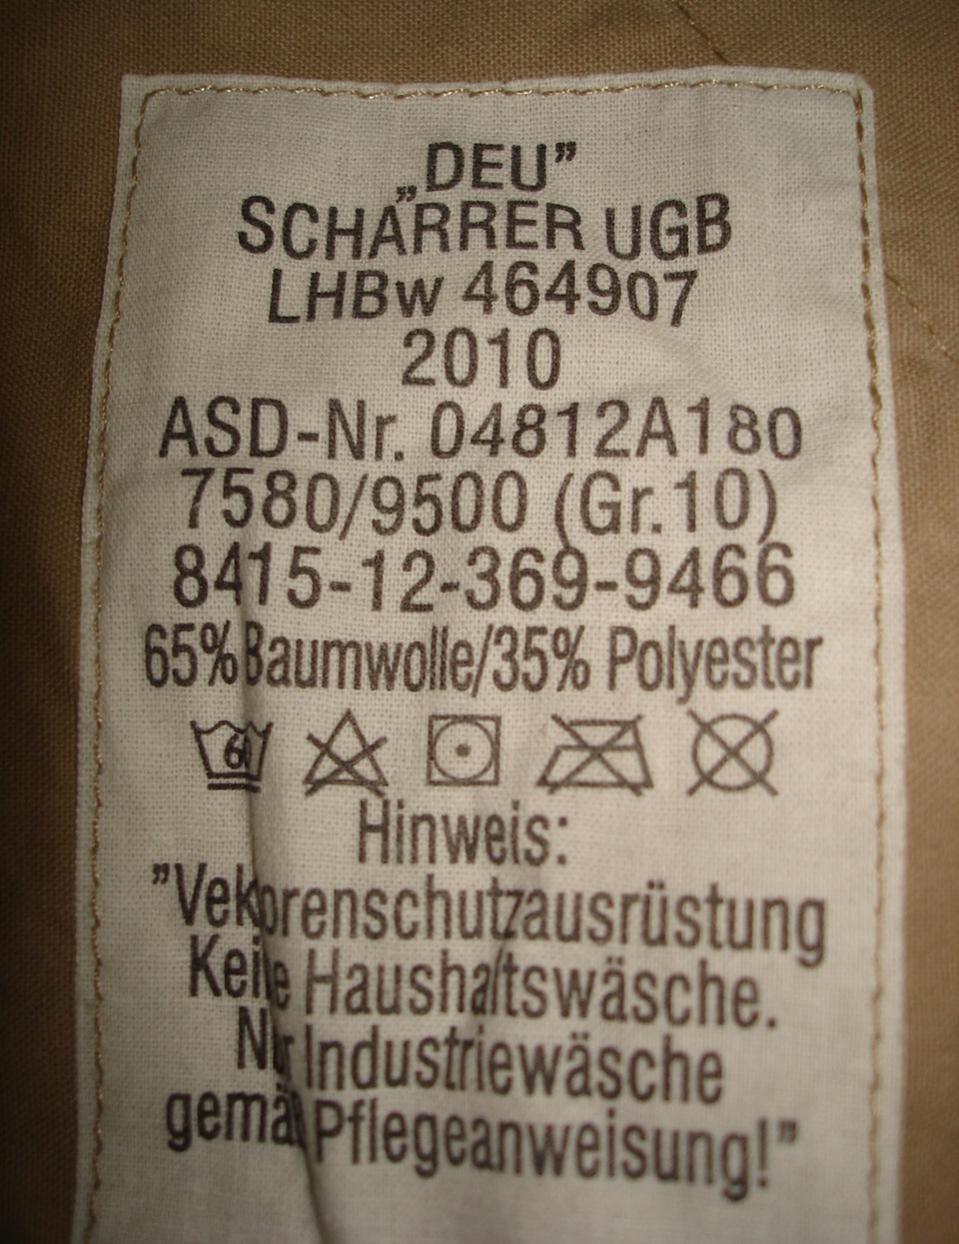 „DEU”
SCHÄRRER UGB
LHBw 464907
2010
ASD-Nr. 04812A180
7580/9500 (Gr.10)
8415-12-369-9466
65% Baumwolle/35% Polyester
60
Hinweis:
”Vektorenschutzausrüstung
Keine Haushaltswäsche.
Nur Industriewäsche
gemäß Pflegeanweisung!”